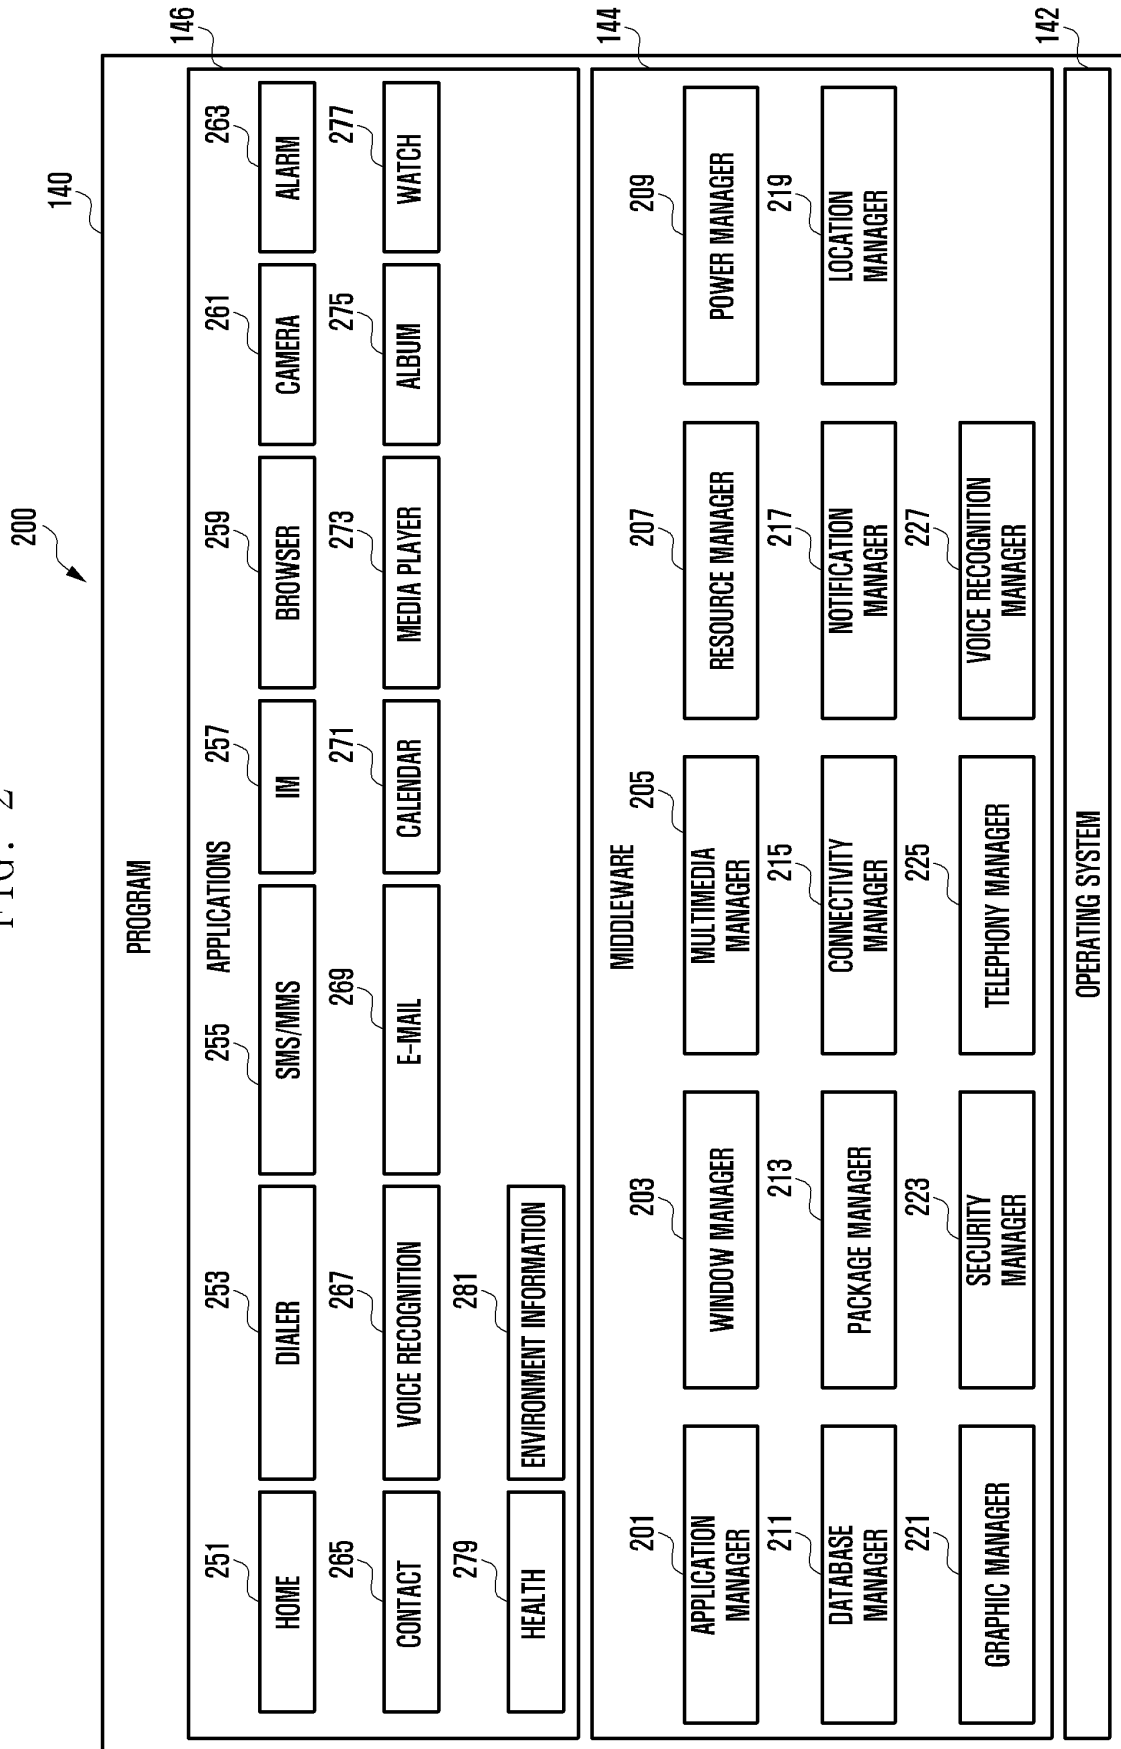 FIG. 2
200
140
PROGRAM
146
APPLICATIONS
251
253
255
257
259
261
263
HOME
DIALER
SMS/MMS
IM
BROWSER
CAMERA
ALARM
265
267
269
271
273
275
277
CONTACT
VOICE RECOGNITION
E-MAIL
CALENDAR
MEDIA PLAYER
ALBUM
WATCH
279
281
HEALTH
ENVIRONMENT INFORMATION
144
MIDDLEWARE
201
203
205
207
209
APPLICATION
MANAGER
WINDOW MANAGER
MULTIMEDIA
MANAGER
RESOURCE MANAGER
POWER MANAGER
211
213
215
217
219
DATABASE
MANAGER
PACKAGE MANAGER
CONNECTIVITY
MANAGER
NOTIFICATION
MANAGER
LOCATION
MANAGER
221
223
225
227
GRAPHIC MANAGER
SECURITY
MANAGER
TELEPHONY MANAGER
VOICE RECOGNITION
MANAGER
142
OPERATING SYSTEM